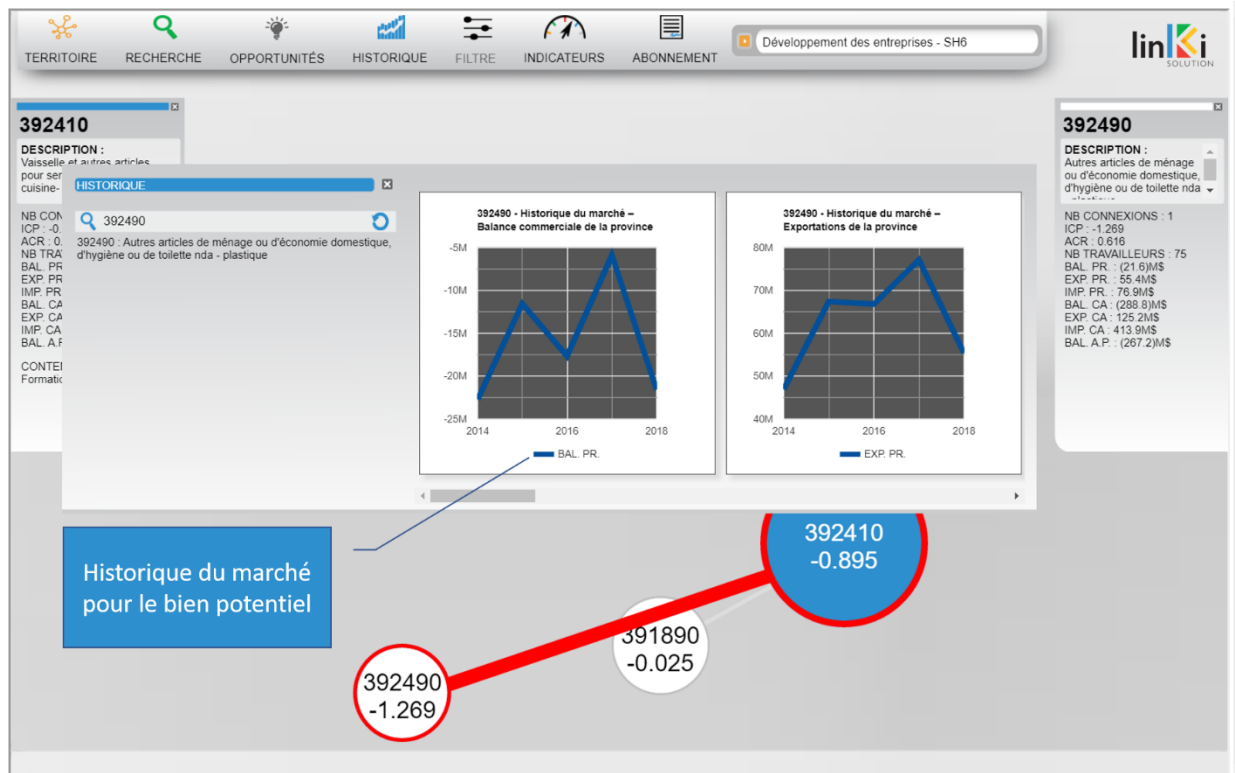 TERRITOIRE
RECHERCHE
OPPORTUNITÉS
HISTORIQUE
FILTRE
INDICATEURS
ABONNEMENT
Développement des entreprises - SH6
linKi
SOLUTION
392410
DESCRIPTION :
Vaisselle et autres articles
pour ser
cuisine-
NB CON
ICP : -0.
ACR : 0.
NB TRA
BAL. PR
EXP. PR
IMP. PR
BAL. CA
EXP. CA
IMP. CA
BAL. A.P
CONTE
Formatio
HISTORIQUE
392490
392490 : Autres articles de ménage ou d'économie domestique,
d'hygiène ou de toilette nda - plastique
392490 - Historique du marché –
Balance commerciale de la province
-5M
-10M
-15M
-20M
-25M
2014 2016 2018
BAL. PR.
392490 - Historique du marché –
Exportations de la province
80M
70M
60M
50M
40M
2014 2016 2018
EXP. PR.
392490
DESCRIPTION :
Autres articles de ménage
ou d'économie domestique,
d'hygiène ou de toilette nda
- plastique
NB CONNEXIONS : 1
ICP : -1.269
ACR : 0.616
NB TRAVAILLEURS : 75
BAL. PR. : (21.6)M$
EXP. PR. : 55.4M$
IMP. PR. : 76.9M$
BAL. CA : (288.8)M$
EXP. CA : 125.2M$
IMP. CA : 413.9M$
BAL. A.P. : (267.2)M$
Historique du marché
pour le bien potentiel
392410
-0.895
391890
-0.025
392490
-1.269